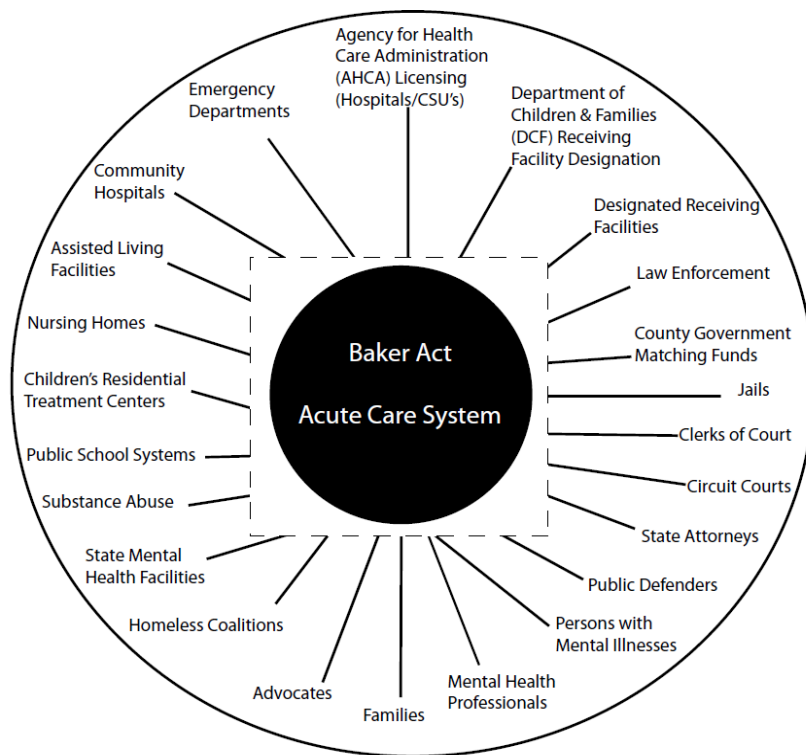 Agency for Health
Care Administration
(AHCA) Licensing
(Hospitals/CSU's)
Department of
Children & Families
(DCF) Receiving
Facility Designation
Designated Receiving
Facilities
Law Enforcement
County Government
Matching Funds
Jails
Clerks of Court
Circuit Courts
State Attorneys
Public Defenders
Persons with
Mental Illnesses
Mental Health
Professionals
Families
Advocates
Homeless Coalitions
State Mental
Health Facilities
Substance Abuse
Public School Systems
Children's Residential
Treatment Centers
Nursing Homes
Assisted Living
Facilities
Community
Hospitals
Emergency
Departments
Baker Act
Acute Care System